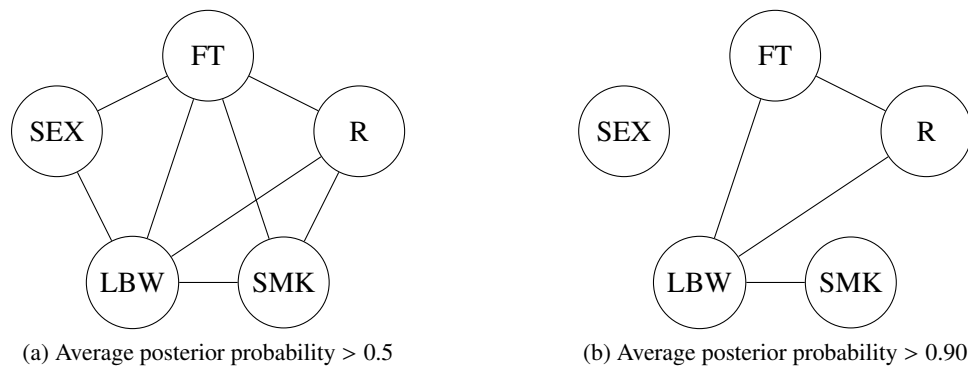 FT
SEX
R
LBW
SMK
(a) Average posterior probability > 0.5
FT
SEX
R
LBW
SMK
(b) Average posterior probability > 0.90